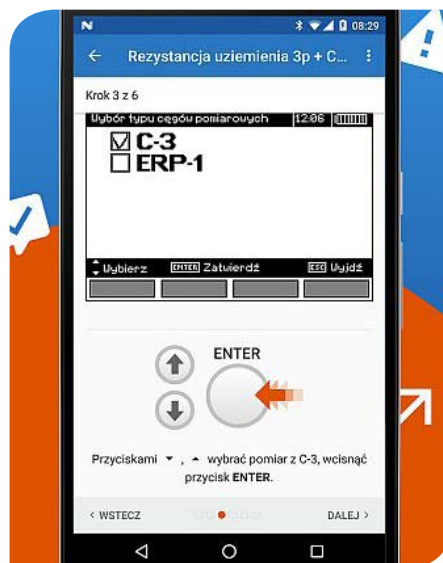 08:29
Rezystancja uziemienia 3p + C...
Krok 3 z 6
Wybór typu cęgów pomiarowych 12:06
C-3
ERP-1
Wybierz ENTER Zatwierdź ESC Wyjdź
ENTER
Przyciskami , wybrać pomiar z C-3, wcisnąć
przycisk ENTER.
< WSTECZ DALEJ >